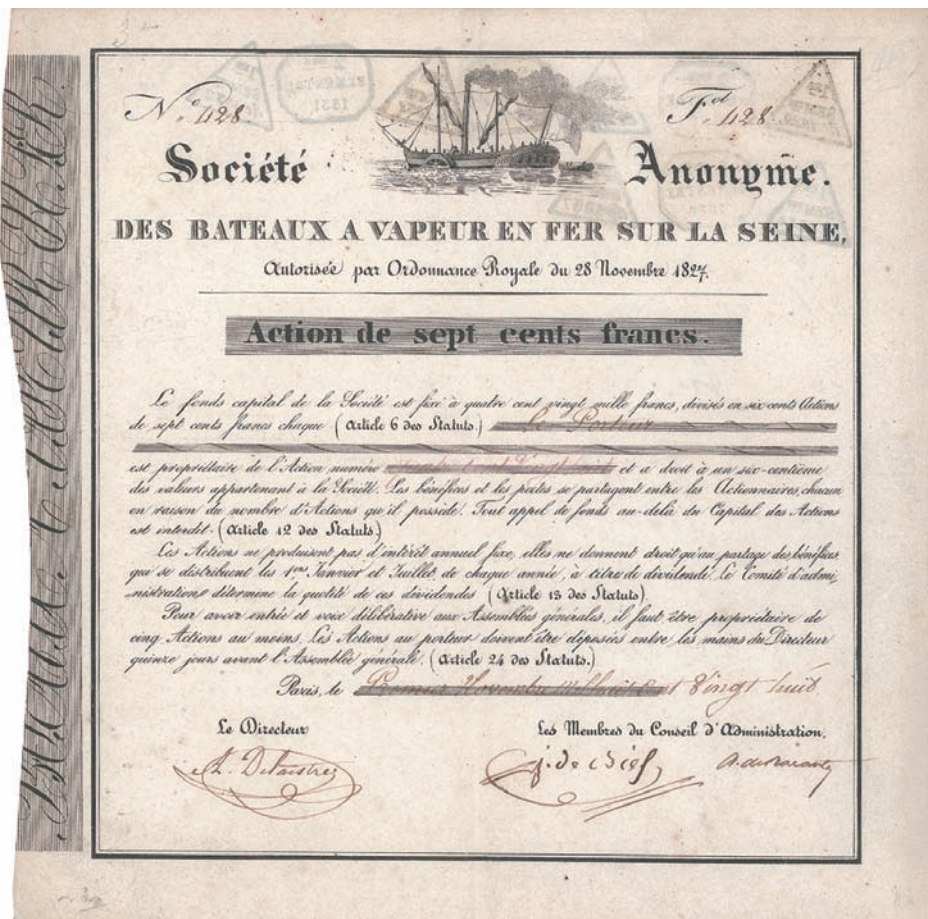 N.º 428
F.ol 428
Société Anonyme.
DES BATEAUX A VAPEUR EN FER SUR LA SEINE,
Autorisée par Ordonnance Royale du 28 Novembre 1827.
Action de sept cents francs.
Le fonds capital de la Société est fixé à quatre cent vingt mille francs, divisés en six cents Actions
de sept cents francs chaque (Article 6 des Statuts.) Le Porteur
est propriétaire de l'Action numéro quatre cent Vingt huit et a droit à un six-centième
des valeurs appartenant à la Société. Les bénéfices et les pertes se partagent entre les Actionnaires, chacun
en raison du nombre d'Actions qu'il possède. Tout appel de fonds au-delà du Capital des Actions
est interdit. (Article 12 des Statuts.)
Les Actions ne produisent pas d'intérêt annuel fixe, elles ne donnent droit qu'au partage des bénéfices
qui se distribuent les 1ers Janvier et Juillet de chaque année, à titre de dividende. Le Comité d'admi
nistration détermine la quotité de ces dividendes (Article 13 des Statuts).
Pour avoir entrée et voix délibérative aux Assemblées générales, il faut être propriétaire de
cinq Actions au moins. Les Actions au porteur doivent être déposées entre les mains du Directeur
quinze jours avant l'Assemblée générale. (Article 24 des Statuts.)
Paris, le Premier Novembre Mil huit Cent Vingt huit
Le Directeur
Les Membres du Conseil d'Administration.